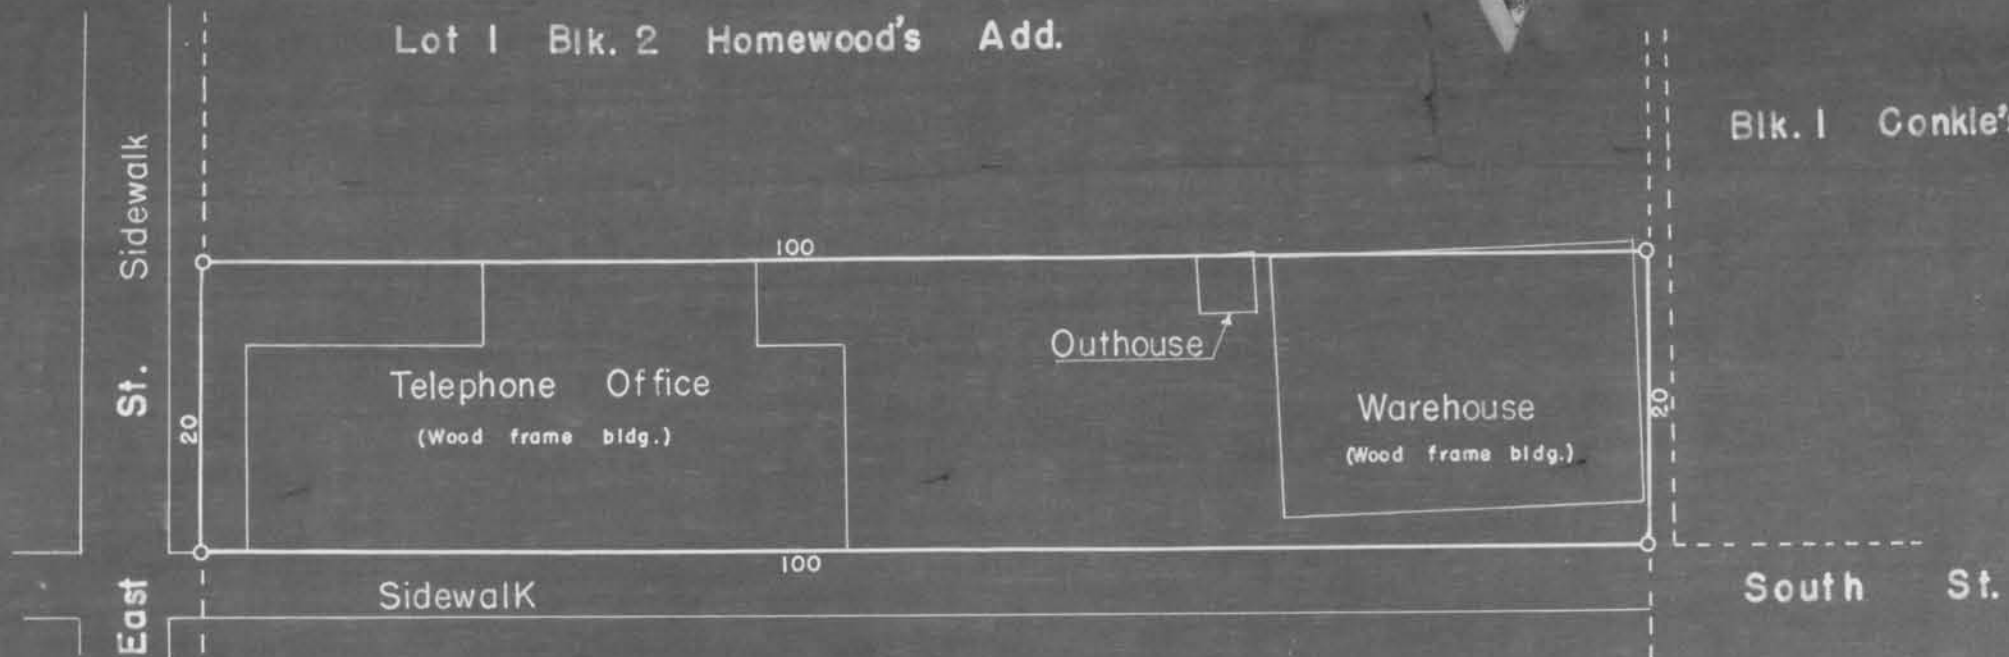 Lot 1 Blk. 2 Homewood's Add.
Blk. 1 Conkle's
Sidewalk
100
Outhouse
Telephone Office
(Wood frame bldg.)
Warehouse
(Wood frame bldg.)
20
20
East St.
100
Sidewalk
South St.